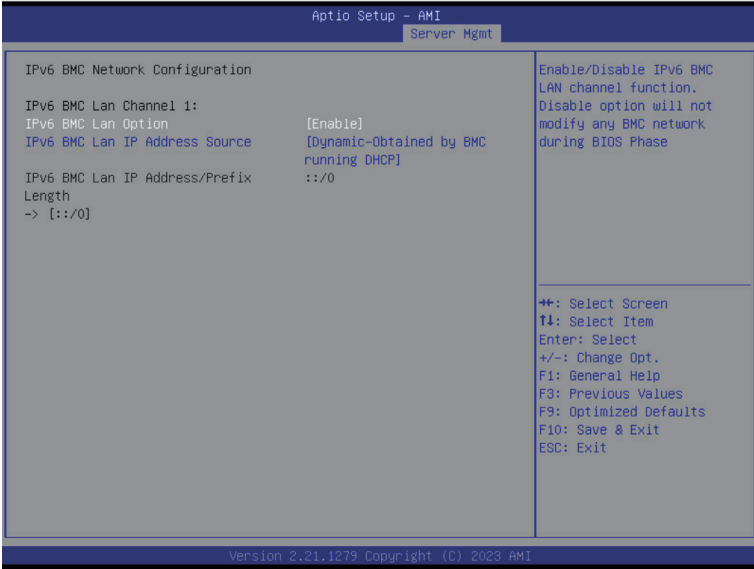 Aptio Setup - AMI
Server Mgmt
IPv6 BMC Network Configuration
IPv6 BMC Lan Channel 1:
IPv6 BMC Lan Option [Enable]
IPv6 BMC Lan IP Address Source [Dynamic-Obtained by BMC
running DHCP]
IPv6 BMC Lan IP Address/Prefix ::/0
Length
-> [::/0]
Enable/Disable IPv6 BMC
LAN channel function.
Disable option will not
modify any BMC network
during BIOS Phase
→←: Select Screen
↑↓: Select Item
Enter: Select
+/-: Change Opt.
F1: General Help
F3: Previous Values
F9: Optimized Defaults
F10: Save & Exit
ESC: Exit
Version 2.21.1279 Copyright (C) 2023 AMI